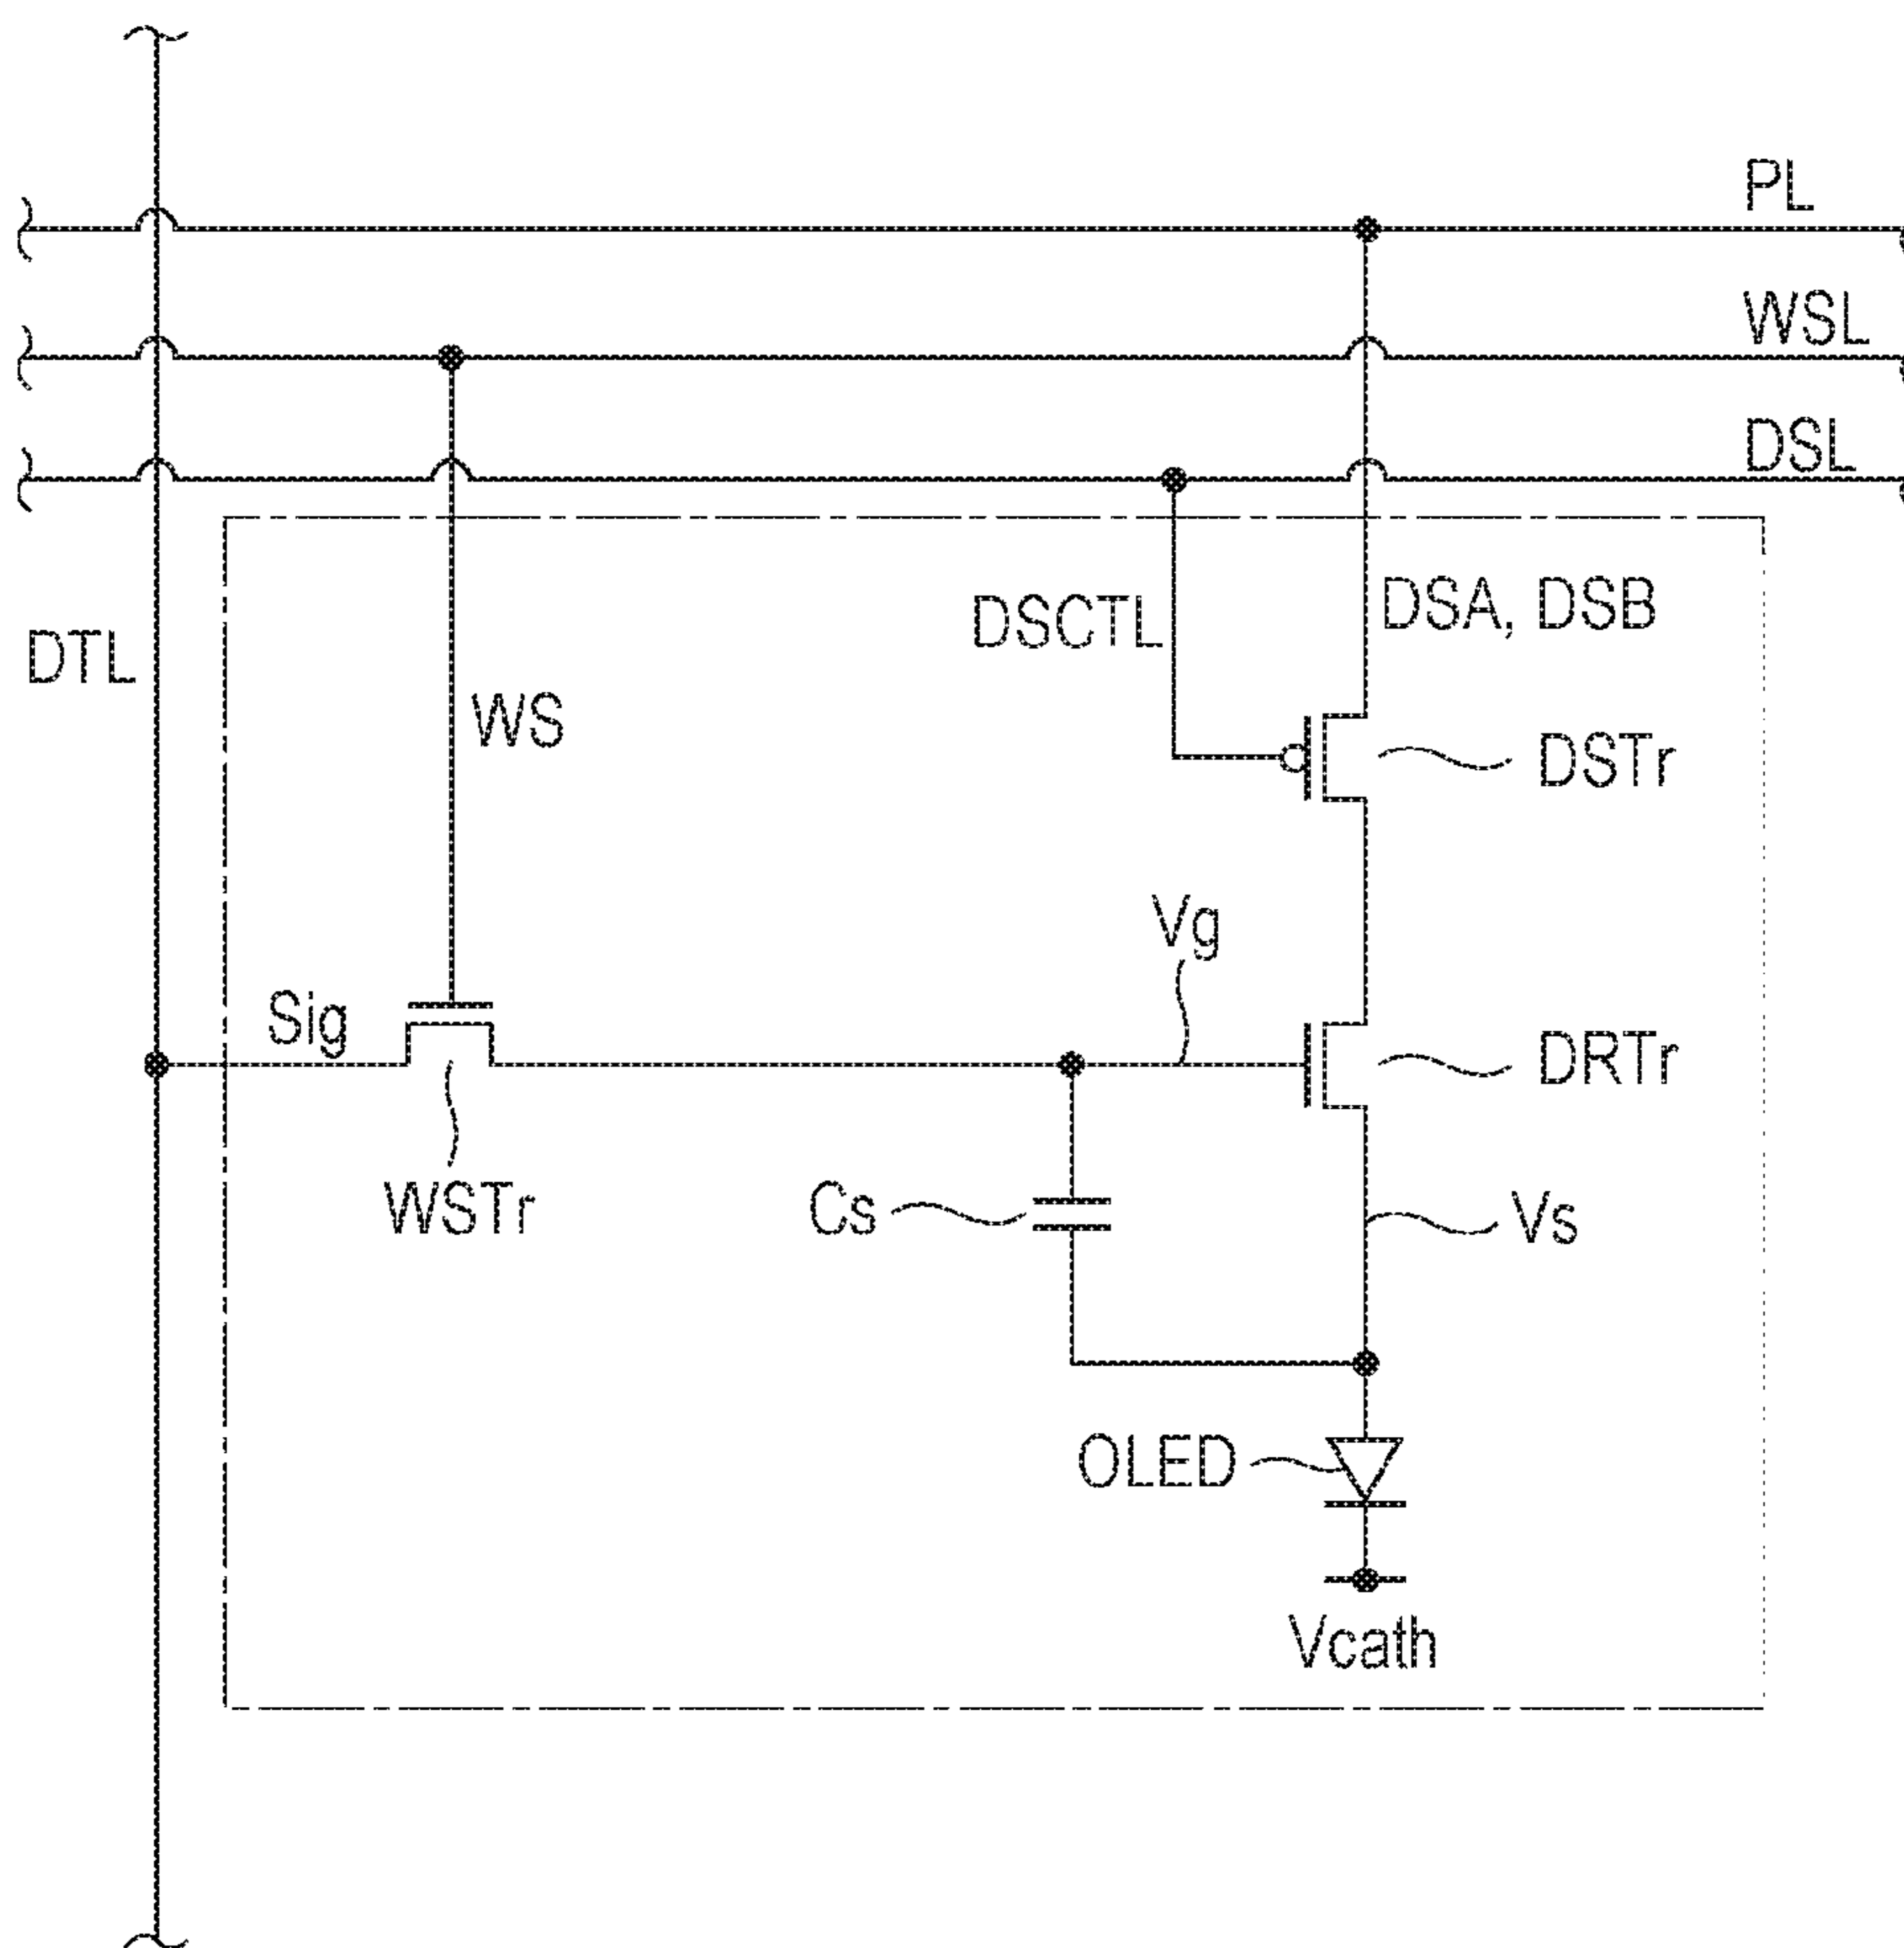 PL
WSL
DSL
DSCTL
DSA, DSB
DTL
WS
DSTr
Vg
Sig
DRTr
WSTr
Cs
Vs
OLED
Vcath